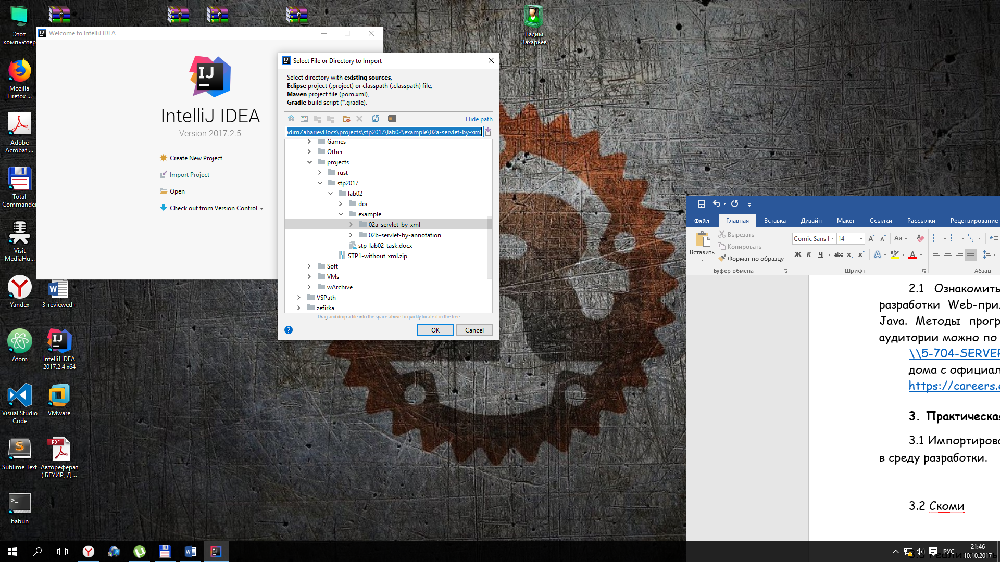 Этот
компьютер
Mozilla
Firefox ...
Adobe
Acrobat ...
Total
Commander
Visit
MediaHu...
Yandex
3_reviewed+
Atom
IntelliJ IDEA
2017.2.4 x64
Visual Studio
Code
VMware
Sublime Text
PDF
Автореферат
( БГУИР, Д ...
babun
Вадим
Захарьев
Welcome to IntelliJ IDEA
IJ
IntelliJ IDEA
Version 2017.2.5
Create New Project
Import Project
Open
Check out from Version Control
Select File or Directory to Import
Select directory with existing sources,
Eclipse project (.project) or classpath (.classpath) file,
Maven project file (pom.xml),
Gradle build script (*.gradle).
Hide path
adimZaharievDocs\projects\stp2017\lab02\example\02a-servlet-by-xml
Games
Other
projects
rust
stp2017
lab02
doc
example
02a-servlet-by-xml
02b-servlet-by-annotation
stp-lab02-task.docx
STP1-without_xml.zip
Soft
VMs
wArchive
VSPath
zefirka
Drag and drop a file into the space above to quickly locate it in the tree
?
OK
Cancel
Файл
Главная
Вставка
Дизайн
Макет
Ссылки
Рассылки
Рецензирование
Вставить
Вырезать
Копировать
Формат по образцу
Буфер обмена
Comic Sans
14
Aa
Ж К Ч abc x₂ x²
Шрифт
Абзац
2.1 Ознакомить
разработки Web-при
Java. Методы прогр
аудитории можно по
\\5-704-SERVER
дома с официал
https://careers.
3. Практическа
3.1 Импортиров
в среду разработки.
3.2 Скоми
РУС
21:46
10.10.2017